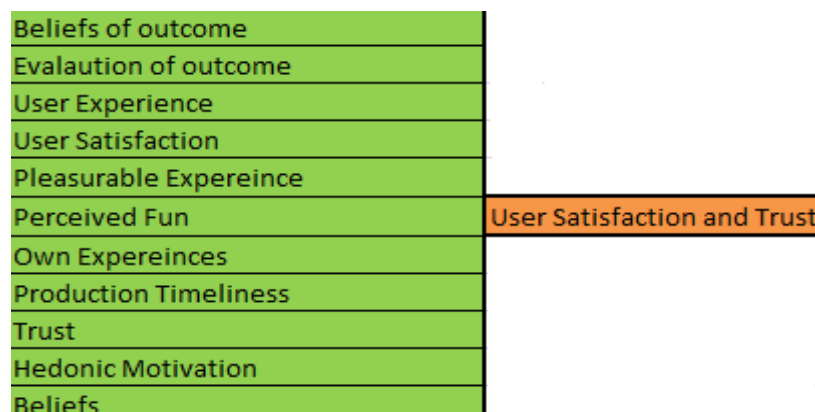 Beliefs of outcome
Evalaution of outcome
User Experience
User Satisfaction
Pleasurable Expereince
Perceived Fun
User Satisfaction and Trust
Own Expereinces
Production Timeliness
Trust
Hedonic Motivation
Beliefs